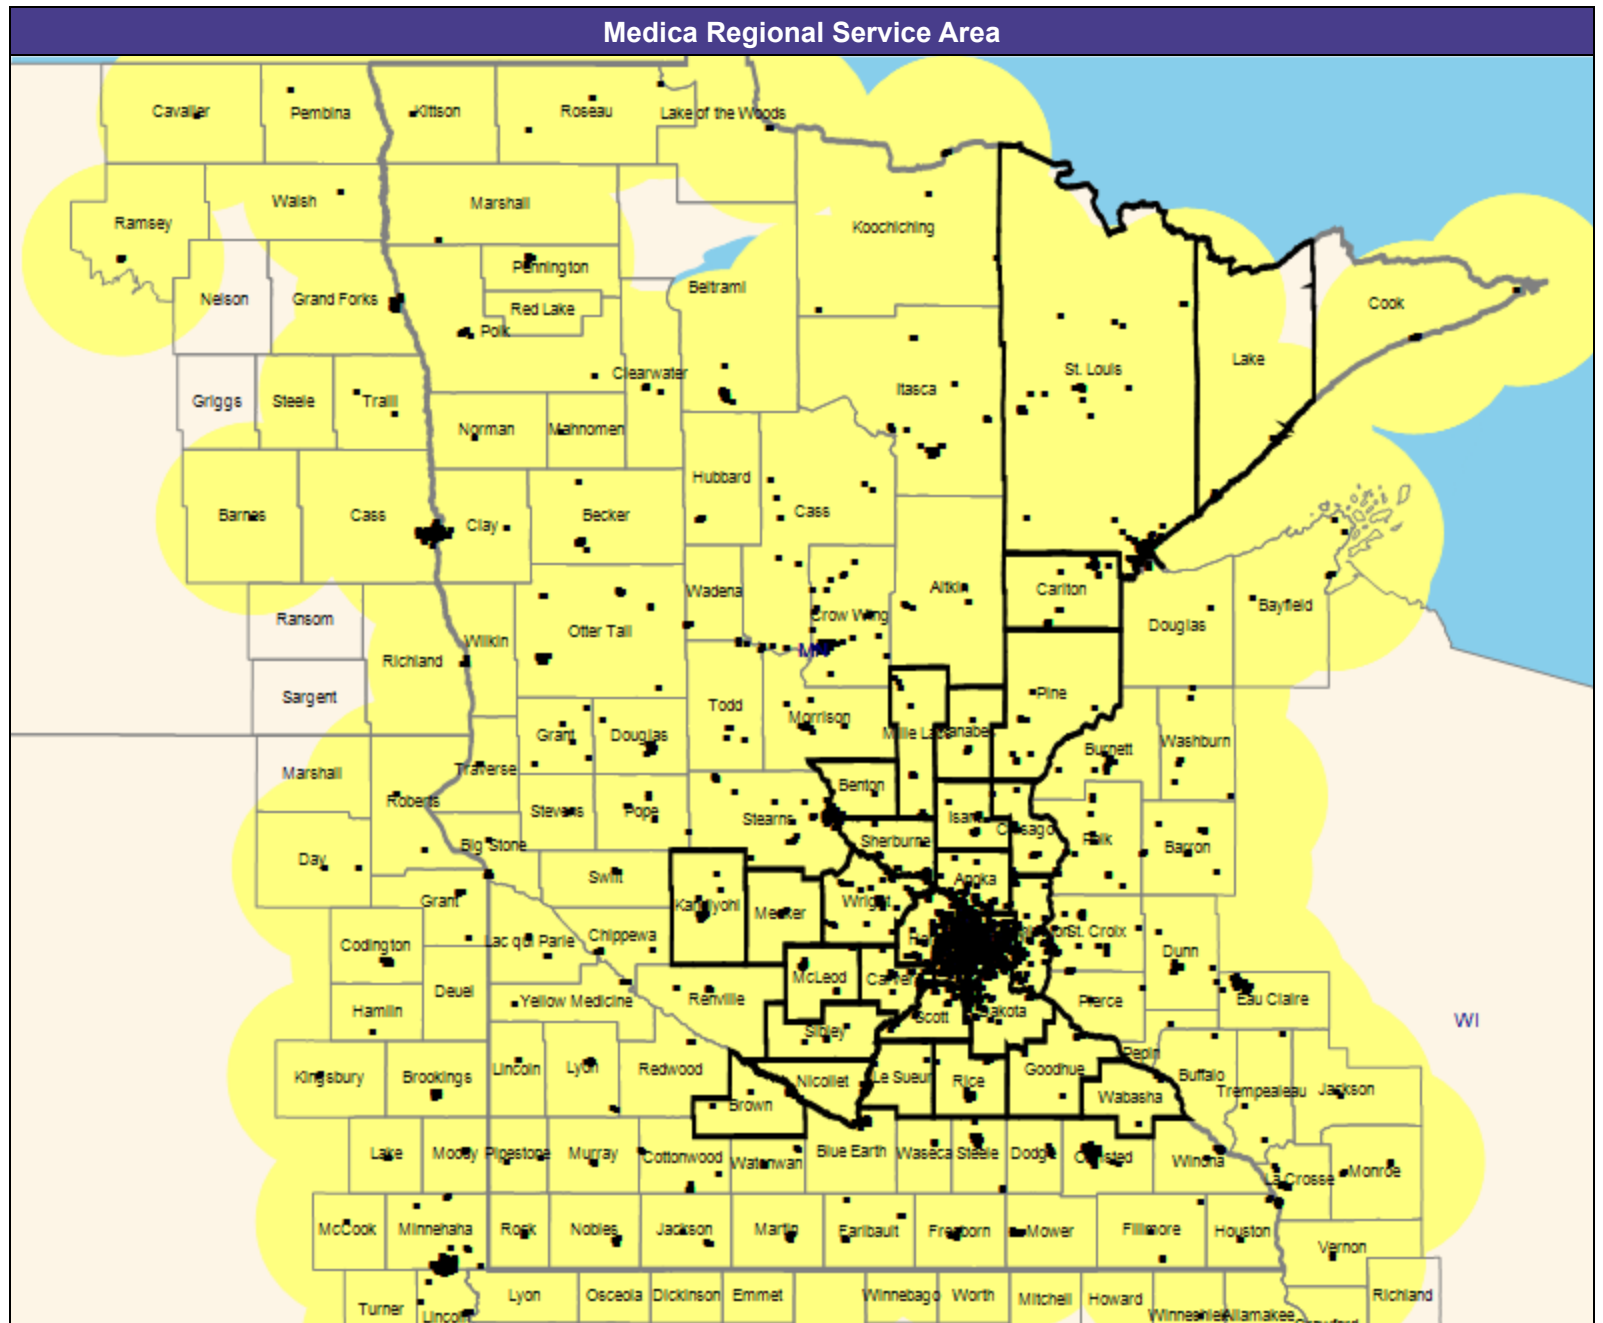 Medica Regional Service Area
Cavalier
Pembina
Kittson
Roseau
Lake of the Woods
Ramsey
Walsh
Marshall
Koochiching
Nelson
Grand Forks
Pennington
Red Lake
Polk
Beltrami
Cook
Lake
St. Louis
Clearwater
Itasca
Griggs
Steele
Traill
Norman
Mahnomen
Hubbard
Cass
Barnes
Cass
Clay
Becker
Wadena
Crow Wing
Aitkin
Carlton
Bayfield
Ransom
Wilkin
Otter Tail
Douglas
Richland
MN
Sargent
Todd
Morrison
Pine
Grant
Douglas
Burnett
Washburn
Marshall
Traverse
Roberts
Benton
Stevens
Pope
Stearns
Sherburne
Polk
Barron
Day
Big Stone
Swift
Anoka
Grant
Kandiyohi
Meeker
Wright
Codington
Lac qui Parle
Chippewa
St. Croix
Dunn
Deuel
Yellow Medicine
Renville
McLeod
Carver
Eau Claire
Hamlin
Scott
Dakota
Pierce
WI
Sibley
Kingsbury
Brookings
Lincoln
Lyon
Redwood
Nicollet
Le Sueur
Rice
Goodhue
Pepin
Buffalo
Trempealeau
Jackson
Brown
Wabasha
Lake
Moody
Pipestone
Murray
Cottonwood
Watonwan
Blue Earth
Waseca
Steele
Dodge
Olmsted
Winona
La Crosse
Monroe
McCook
Minnehaha
Rock
Nobles
Jackson
Martin
Faribault
Freeborn
Mower
Fillmore
Houston
Vernon
Turner
Lincoln
Lyon
Osceola
Dickinson
Emmet
Winnebago
Worth
Mitchell
Howard
Winneshiek
Allamakee
Richland